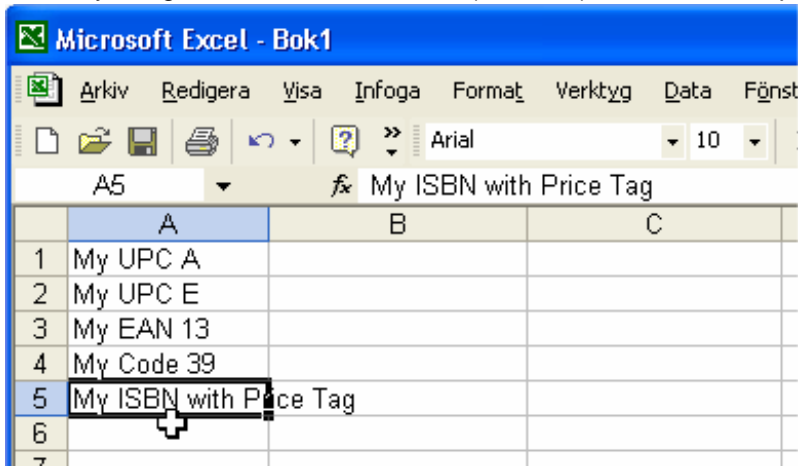 Microsoft Excel - Bok1
Arkiv Redigera Visa Infoga Format Verktyg Data Fönst
Arial 10
A5 fx My ISBN with Price Tag
A B C
1 My UPC A
2 My UPC E
3 My EAN 13
4 My Code 39
5 My ISBN with Price Tag
6
7